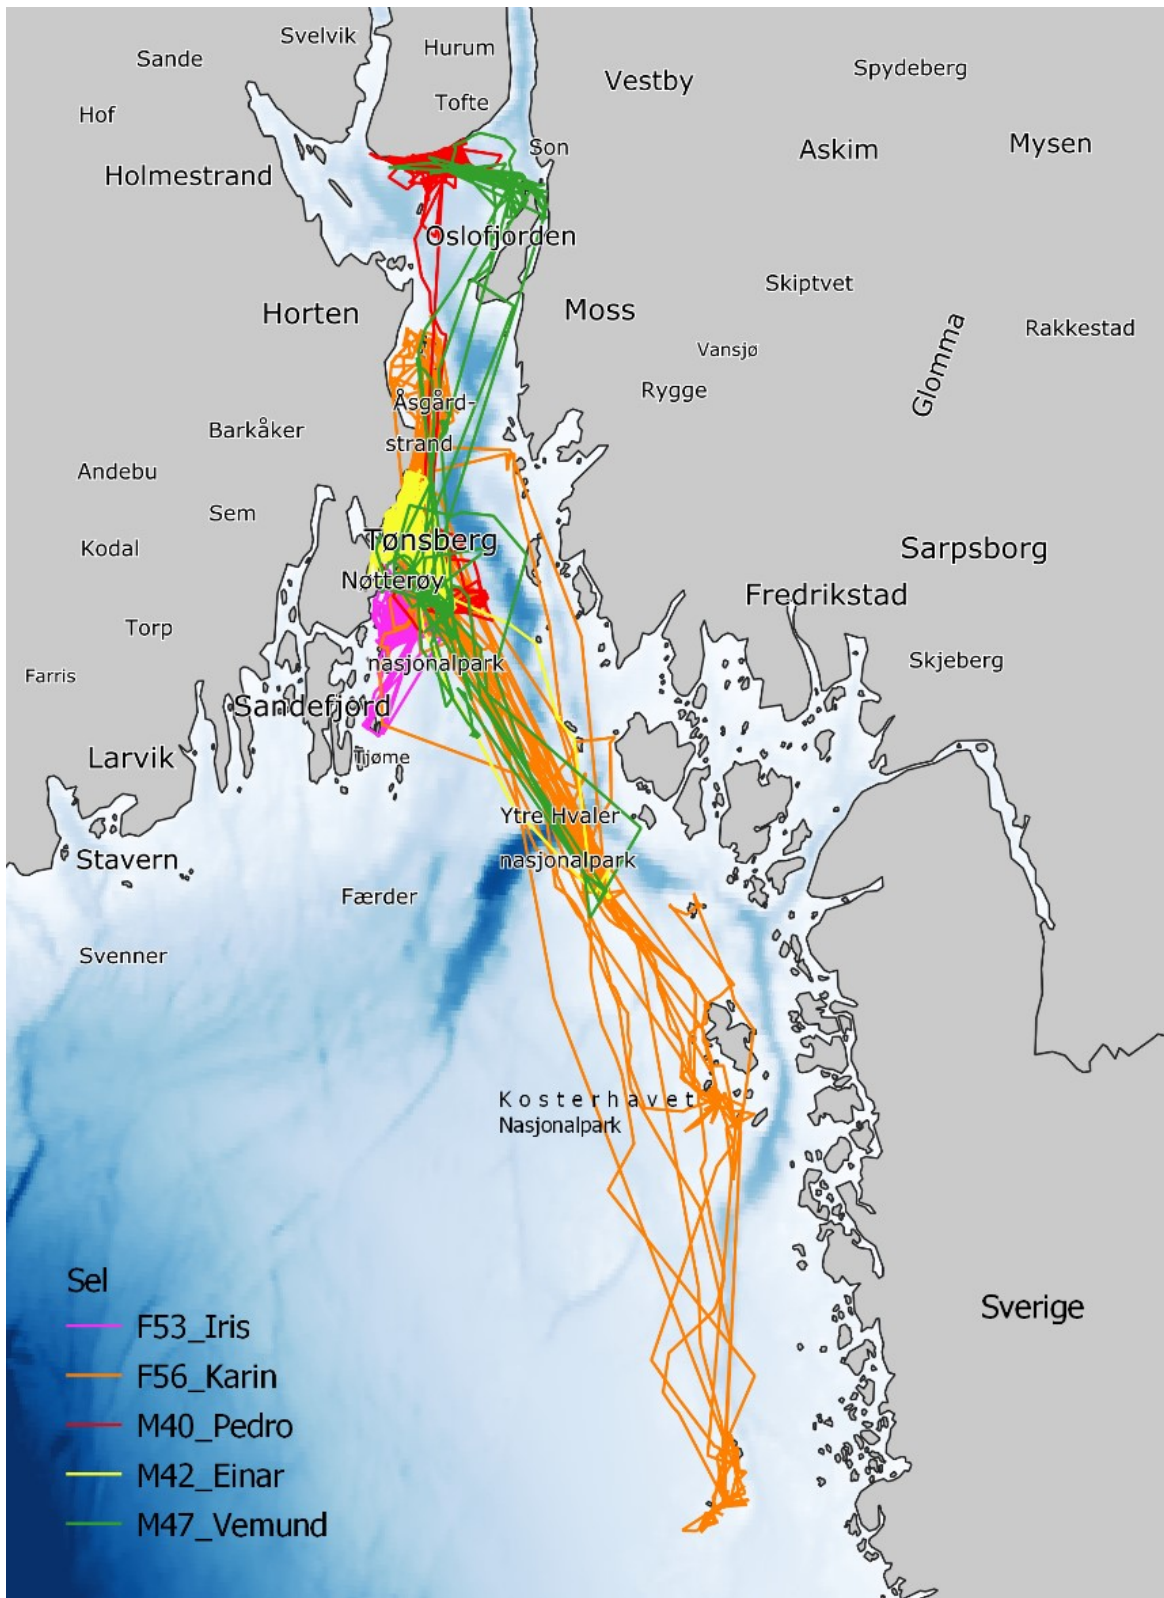 Svelvik
Hurum
Sande
Vestby
Spydeberg
Hof
Tofte
Son
Askim
Mysen
Holmestrand
Oslofjorden
Skiptvet
Horten
Moss
Rakkestad
Vansjø
Glomma
Rygge
Åsgård-
strand
Barkåker
Andebu
Sem
Tønsberg
Kodal
Sarpsborg
Nøtterøy
Fredrikstad
Torp
nasjonalpark
Skjeberg
Farris
Sandefjord
Larvik
Tjøme
Ytre Hvaler
nasjonalpark
Stavern
Færder
Svenner
Kosterhavet
Nasjonalpark
Sverige
Sel
F53_Iris
F56_Karin
M40_Pedro
M42_Einar
M47_Vemund